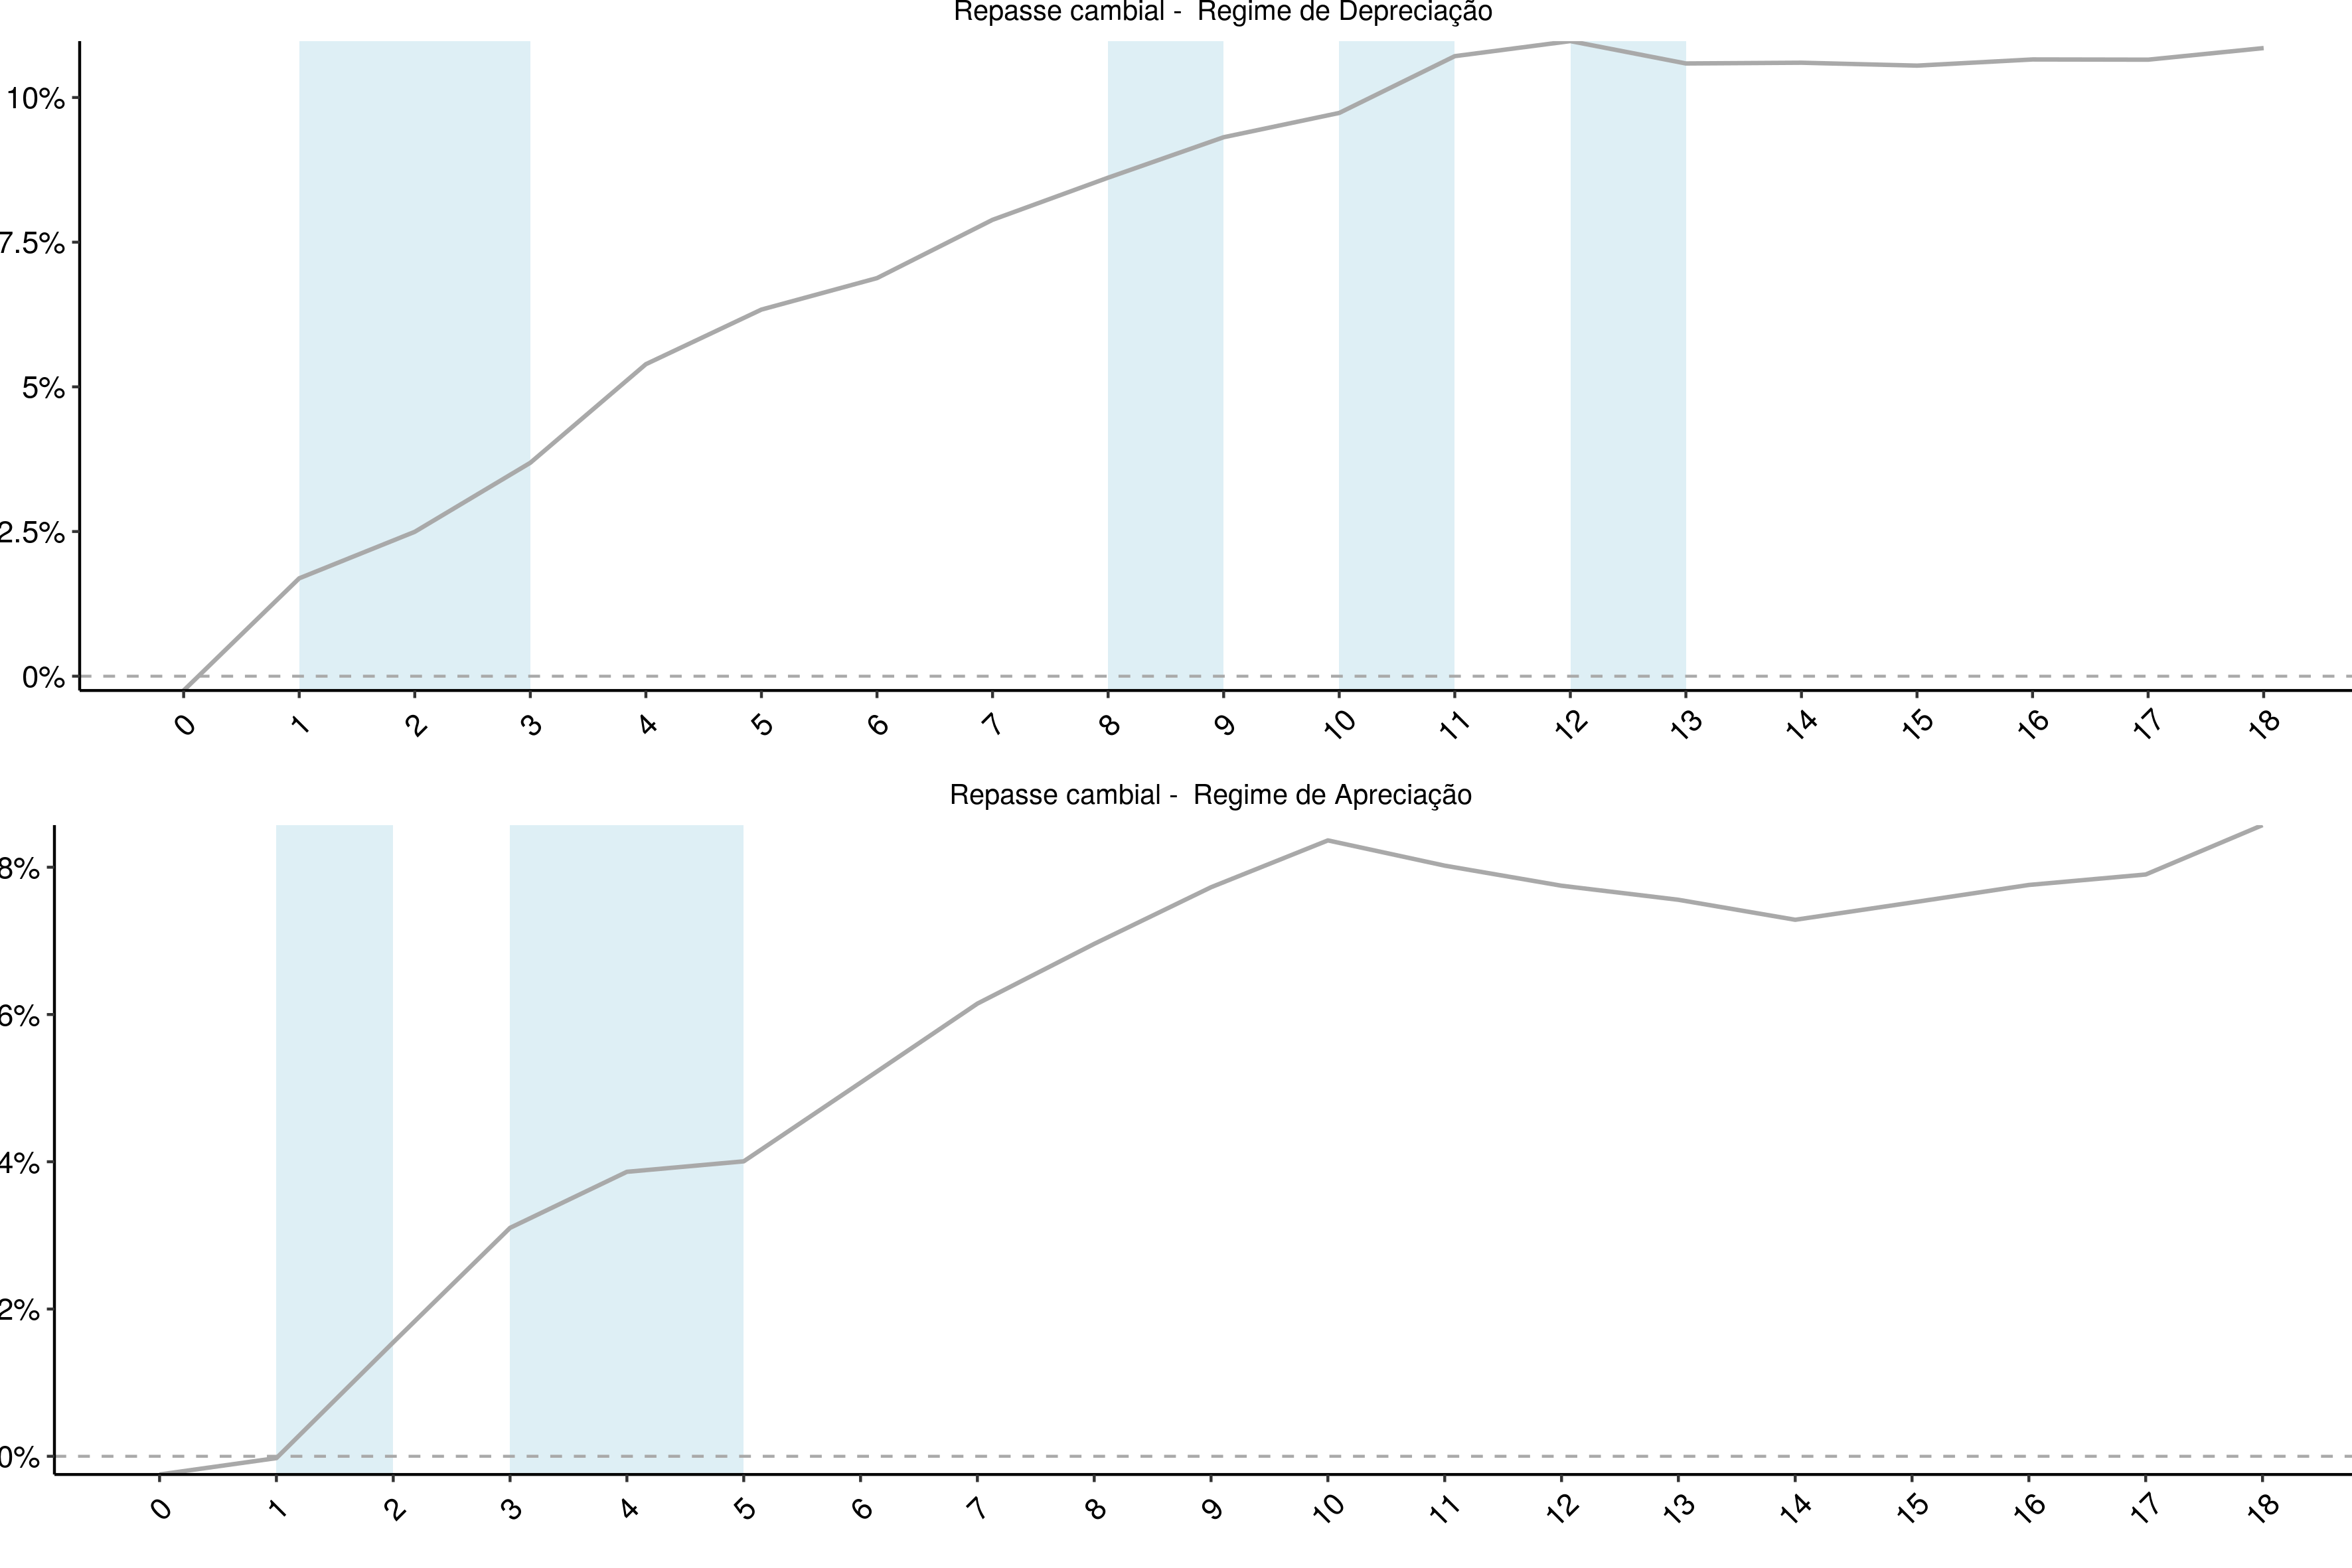 Repasse cambial -  Regime de Depreciação
10%
7.5%
5%
2.5%
0%
0 1 2 3 4 5 6 7 8 9 10 11 12 13 14 15 16 17 18
Repasse cambial -  Regime de Apreciação
8%
6%
4%
2%
0%
0 1 2 3 4 5 6 7 8 9 10 11 12 13 14 15 16 17 18